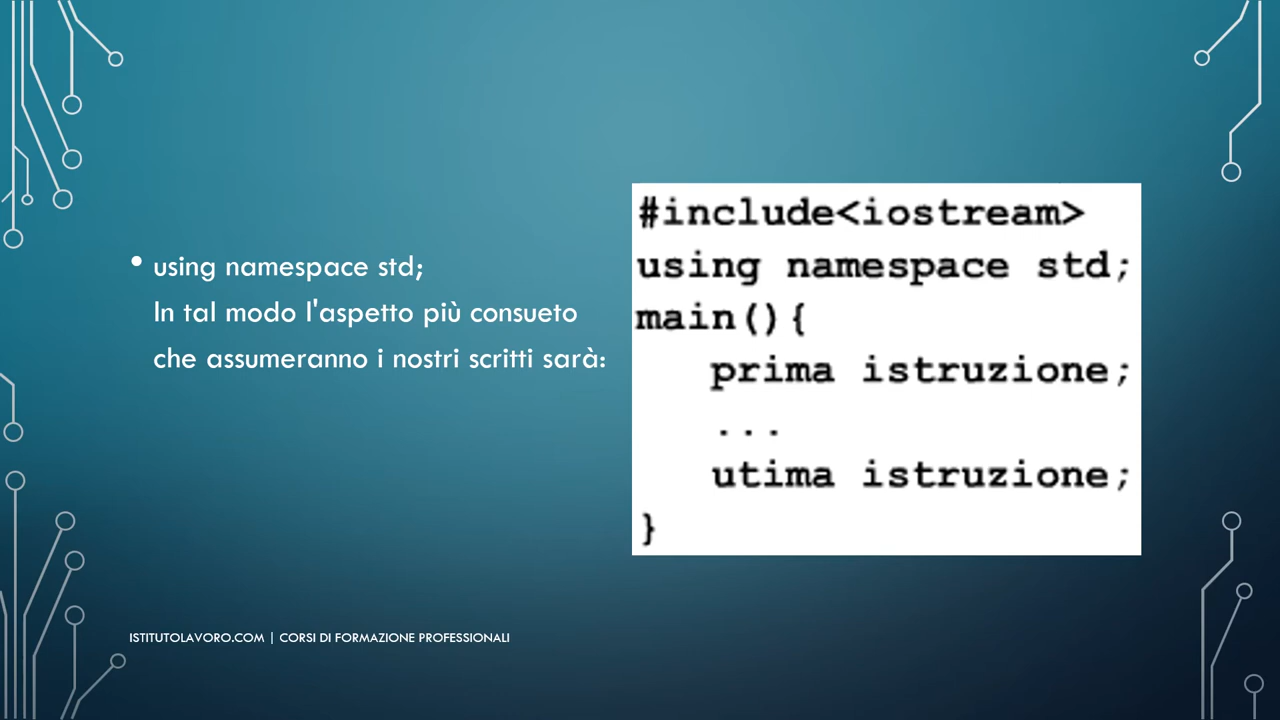 using namespace std;
In tal modo l'aspetto più consueto
che assumeranno i nostri scritti sarà:
#include<iostream>
using namespace std;
main(){
prima istruzione;
...
utima istruzione;
}
ISTITUTOLAVORO.COM | CORSI DI FORMAZIONE PROFESSIONALI